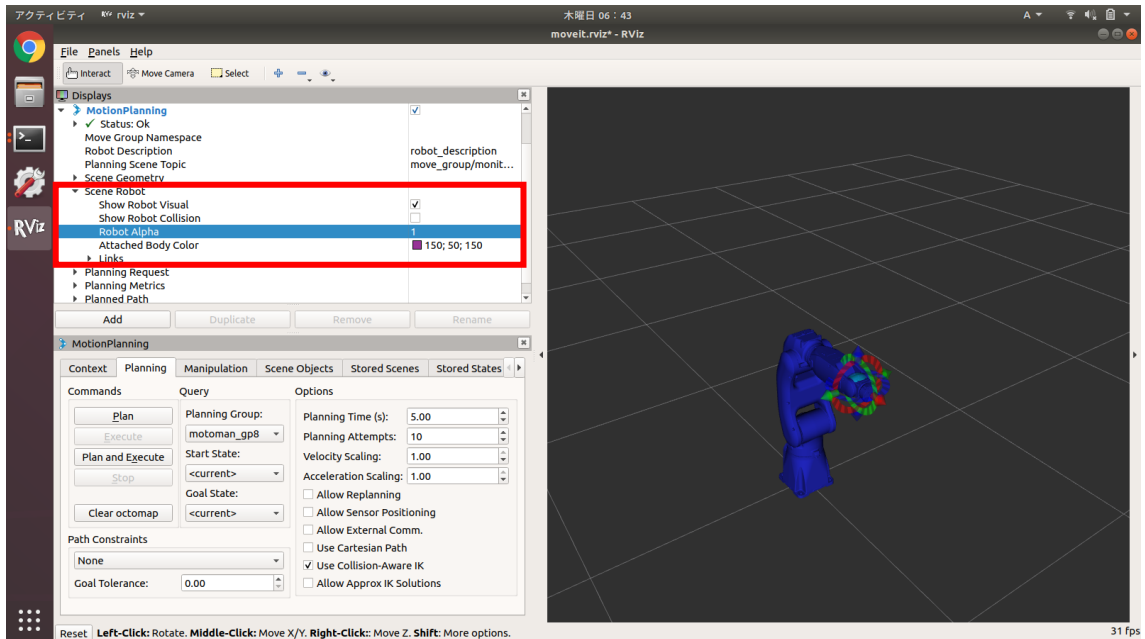 アクティビティ RViz rviz ▼ 木曜日 06：43 A ▼
moveit.rviz* - RViz
File Panels Help
Interact Move Camera Select
Displays
MotionPlanning
Status: Ok
Move Group Namespace
Robot Description robot_description
Planning Scene Topic move_group/monit...
Scene Geometry
Scene Robot
Show Robot Visual
Show Robot Collision
Robot Alpha 1
Attached Body Color 150; 50; 150
Links
Planning Request
Planning Metrics
Planned Path
RViz
Add Duplicate Remove Rename
MotionPlanning
Context Planning Manipulation Scene Objects Stored Scenes Stored States
Commands Query Options
Plan Planning Group: Planning Time (s): 5.00
Execute motoman_gp8 Planning Attempts: 10
Plan and Execute Start State: Velocity Scaling: 1.00
Stop <current> Acceleration Scaling: 1.00
Goal State: Allow Replanning
Clear octomap <current> Allow Sensor Positioning
Allow External Comm.
Path Constraints Use Cartesian Path
None Use Collision-Aware IK
Goal Tolerance: 0.00 Allow Approx IK Solutions
Reset Left-Click: Rotate. Middle-Click: Move X/Y. Right-Click:: Move Z. Shift: More options. 31 fps